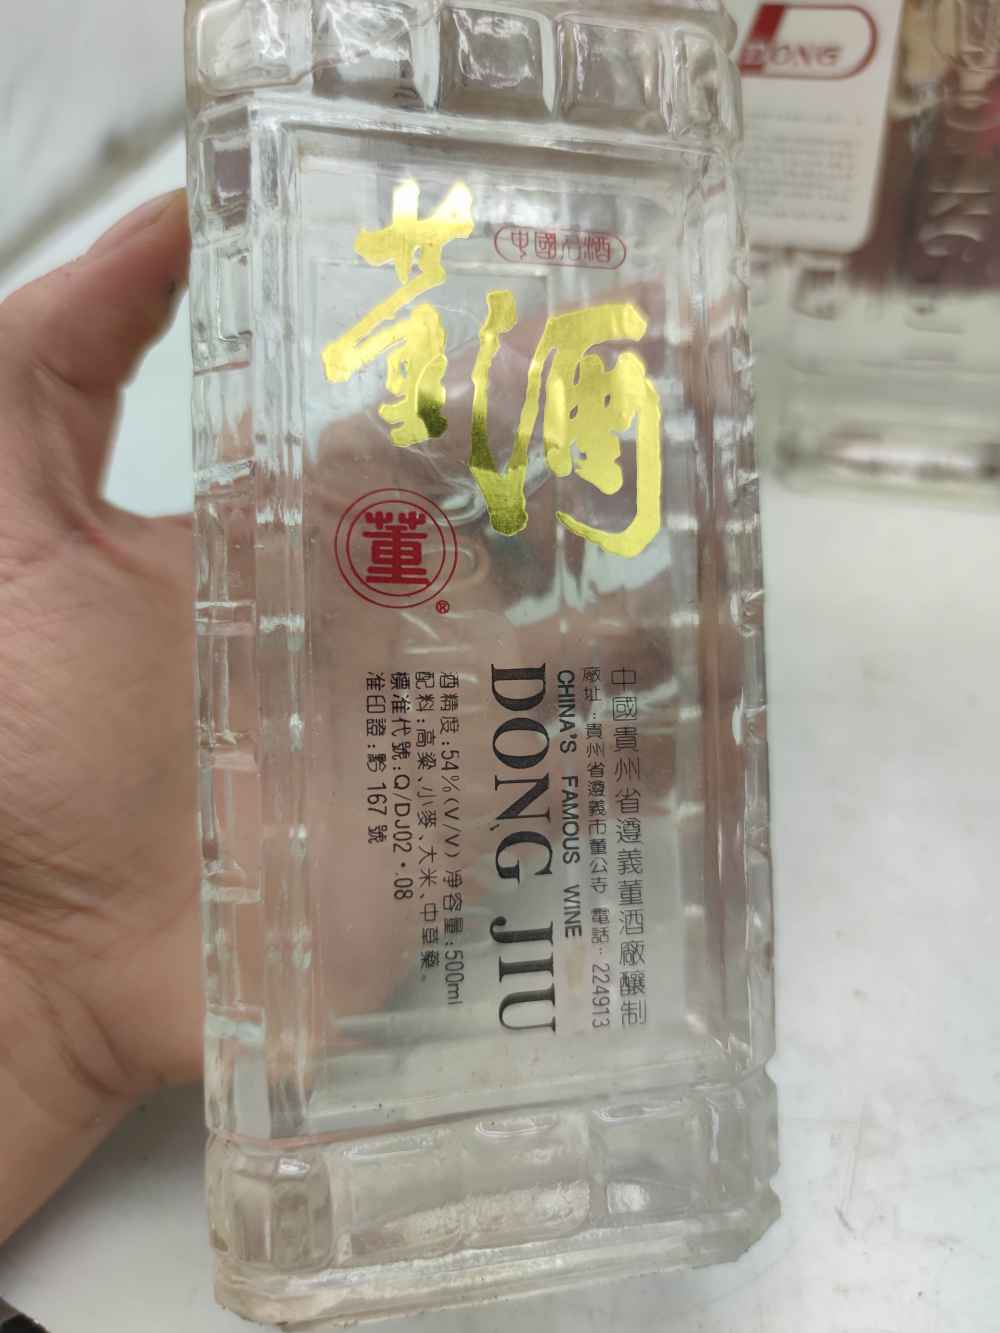 中國名酒
董酒
董
®
中國貴州省遵義董酒廠釀制
廠址:貴州省遵義市董公寺 電話:224913
CHINA'S FAMOUS WINE
DONG JIU
酒精度:54%(V/V) 净容量:500ml
配料:高粱、小麥、大米、中草藥。
標准代號:Q/DJ02·08
准印證:黔167號
DONG